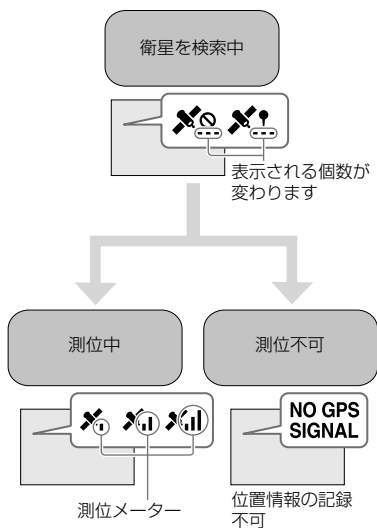 衛星を検索中
表示される個数が
変わります
測位中
測位不可
NO GPS
SIGNAL
測位メーター
位置情報の記録
不可